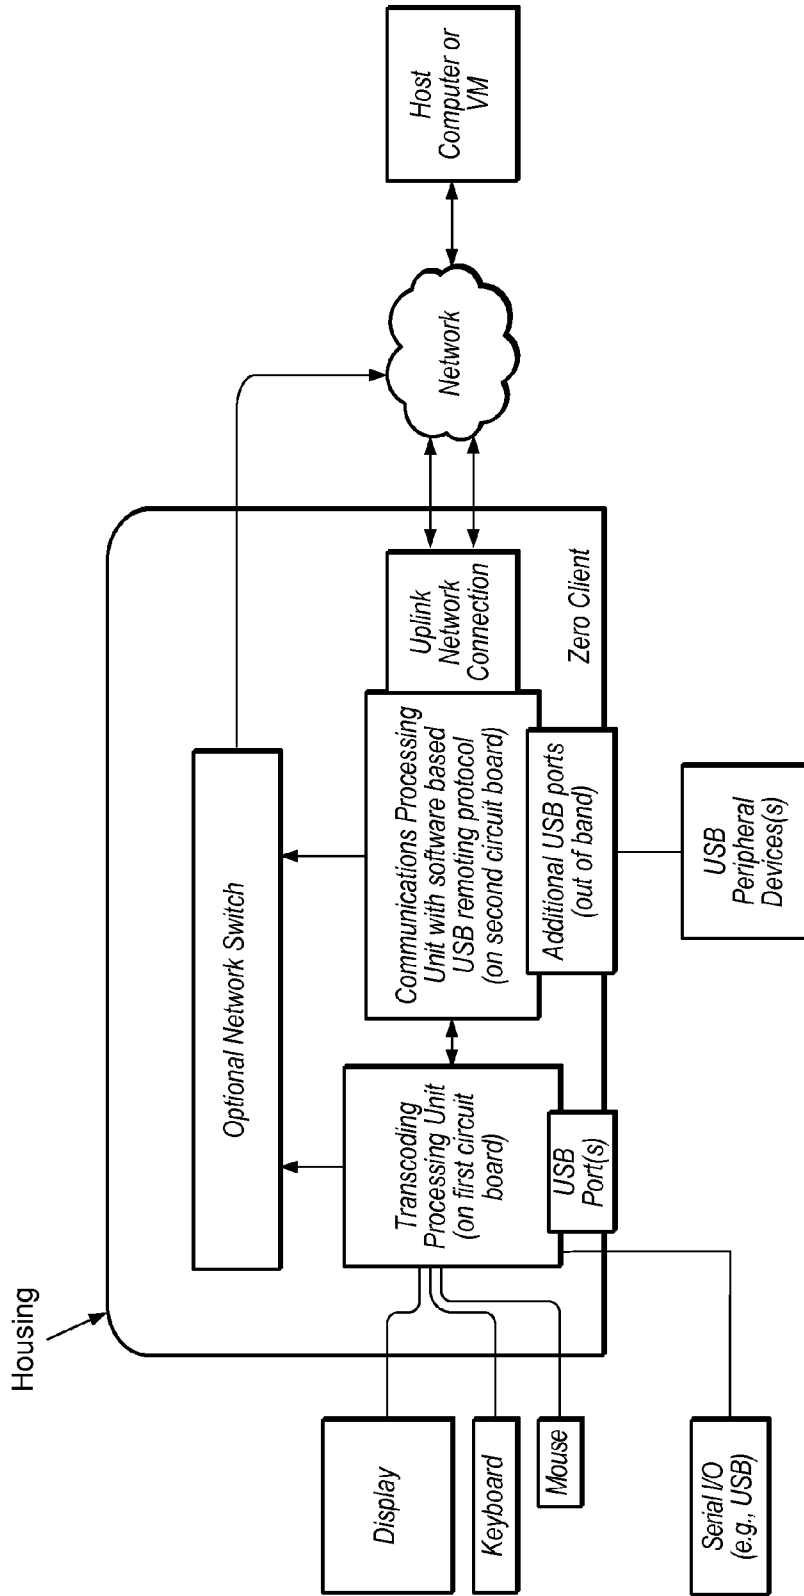 Housing
Optional Network Switch
Display
Keyboard
Mouse
Serial I/O
(e.g., USB)
Transcoding
Processing Unit
(on first circuit
board)
USB
Port(s)
Communications Processing
Unit with software based
USB remoting protocol
(on second circuit board)
Additional USB ports
(out of band)
USB
Peripheral
Devices(s)
Uplink
Network
Connection
Zero Client
Network
Host
Computer or
VM